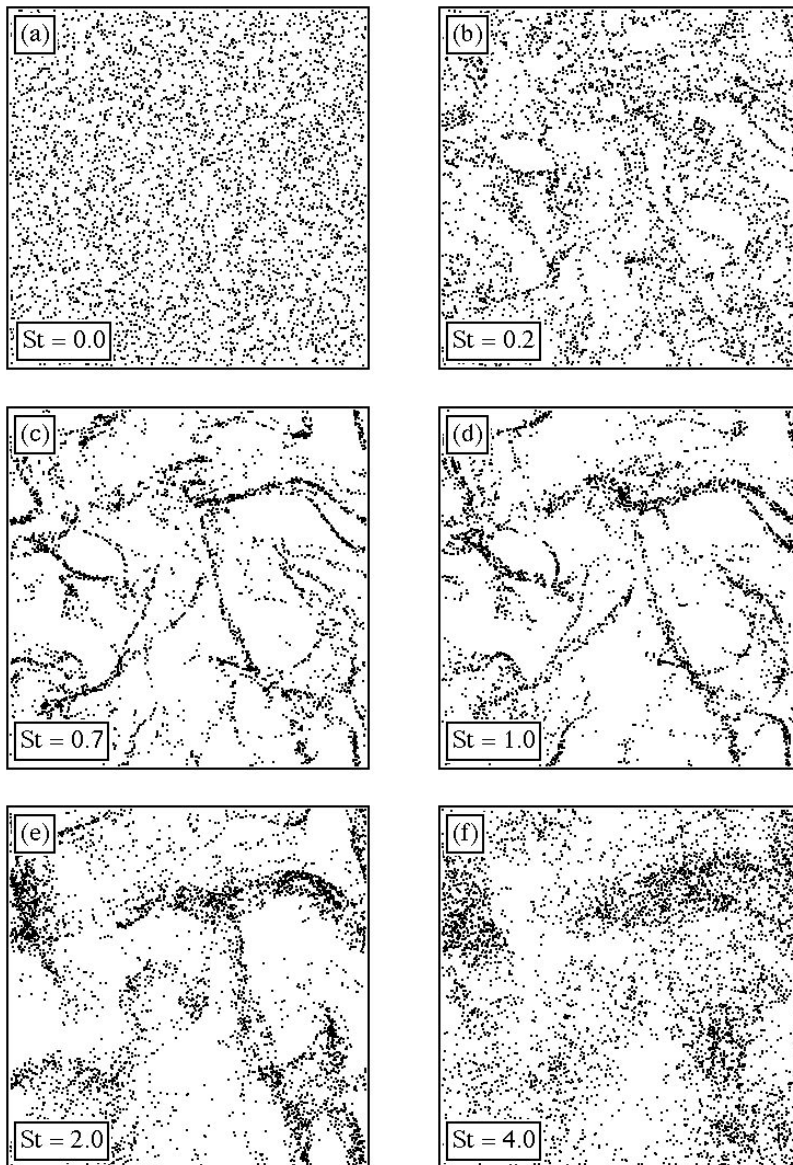 (a)
St = 0.0
(b)
St = 0.2
(c)
St = 0.7
(d)
St = 1.0
(e)
St = 2.0
(f)
St = 4.0